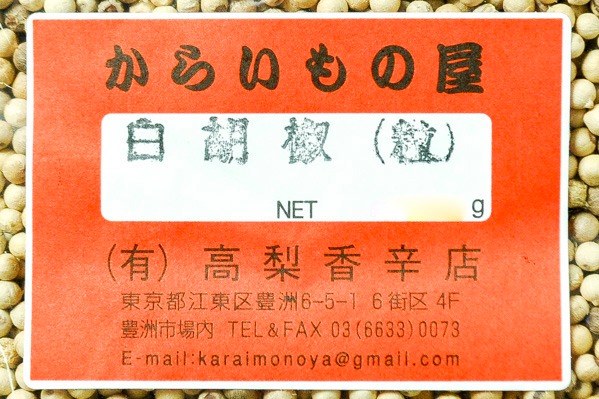 からいもの屋
白胡椒(粒)
NET g
(有)高梨香辛店
東京都江東区豊洲6-5-1 6街区4F
豊洲市場内 TEL&FAX 03(6633)0073
E-mail:karaimonoya@gmail.com